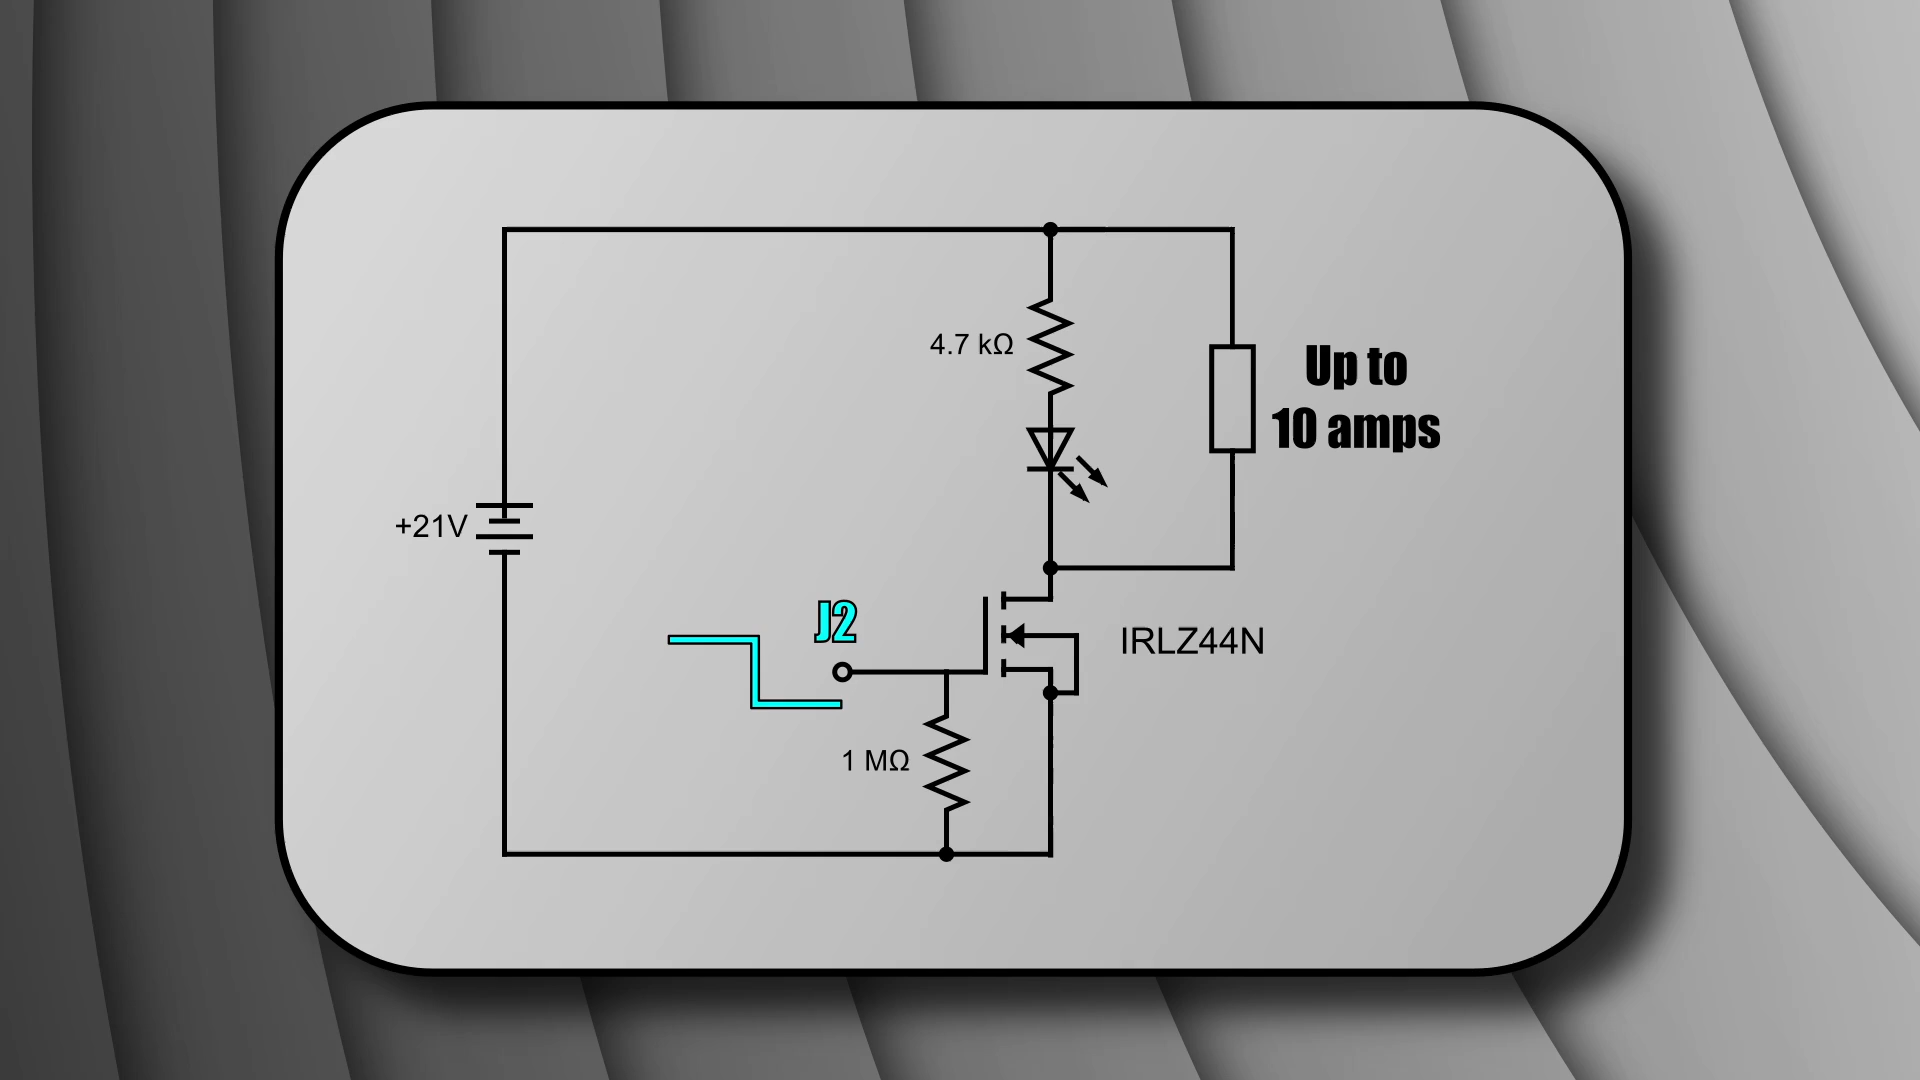 4.7 kΩ
Up to
10 amps
+21V
J2
IRLZ44N
1 MΩ